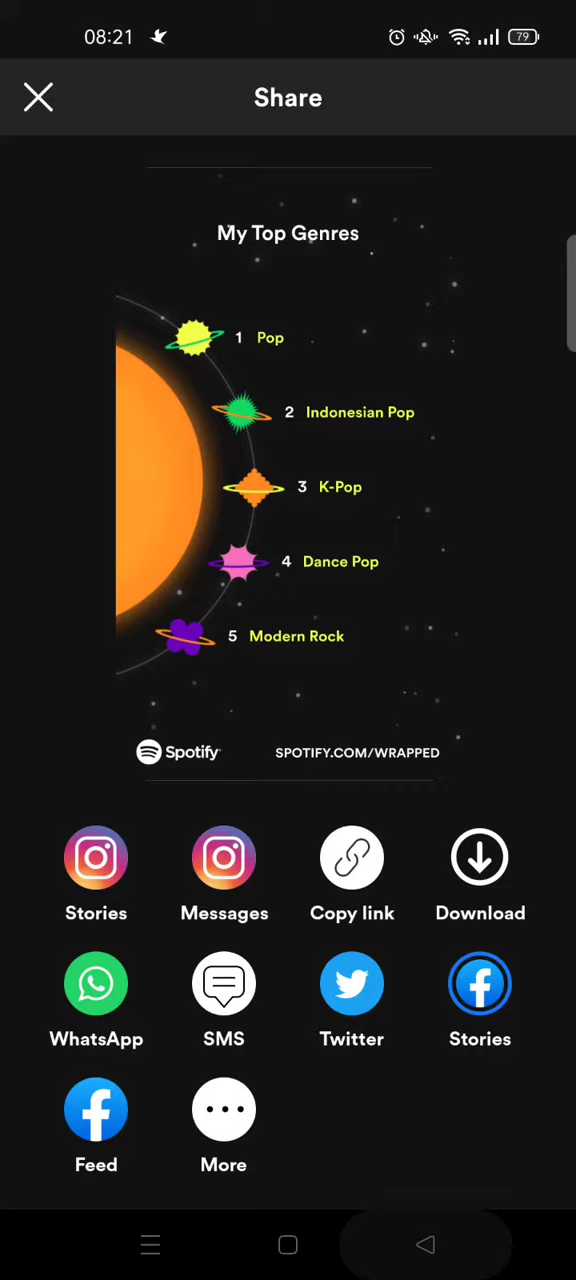 08:21
79
Share
My Top Genres
1 Pop
2 Indonesian Pop
3 K-Pop
4 Dance Pop
5 Modern Rock
Spotify SPOTIFY.COM/WRAPPED
Stories Messages Copy link Download
WhatsApp SMS Twitter Stories
Feed More